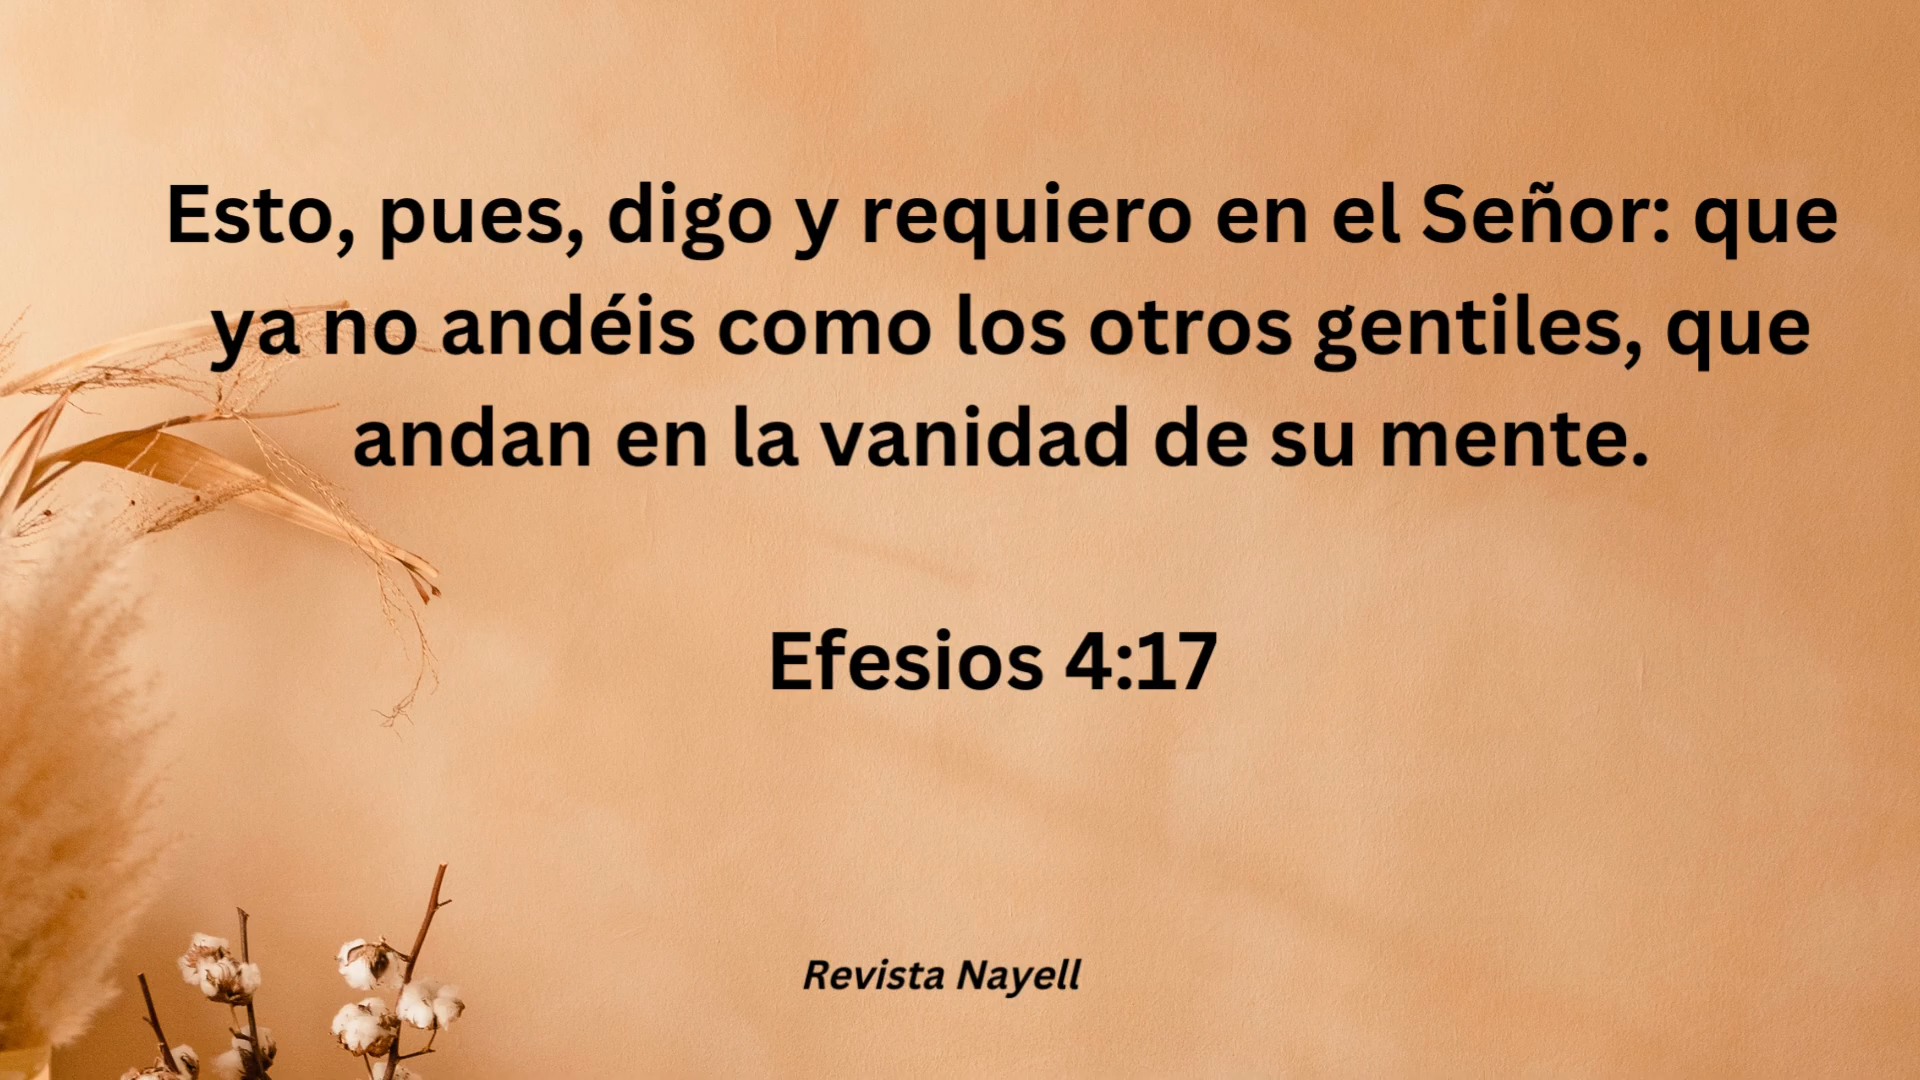 Esto, pues, digo y requiero en el Señor: que
ya no andéis como los otros gentiles, que
andan en la vanidad de su mente.
Efesios 4:17
Revista Nayell